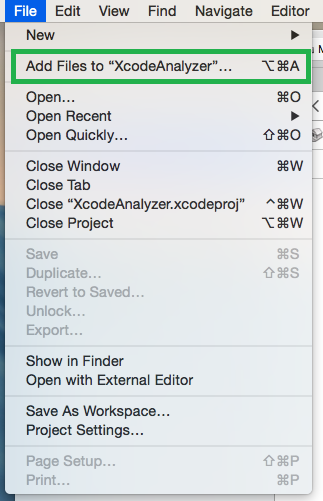 File Edit View Find Navigate Editor
New ▶
Add Files to “XcodeAnalyzer”… ⌥⌘A
Open… ⌘O
Open Recent ▶
Open Quickly… ⇧⌘O
Close Window ⌘W
Close Tab
Close “XcodeAnalyzer.xcodeproj” ^⌘W
Close Project ⌥⌘W
Save ⌘S
Duplicate… ⇧⌘S
Revert to Saved…
Unlock…
Export…
Show in Finder
Open with External Editor
Save As Workspace…
Project Settings…
Page Setup… ⇧⌘P
Print… ⌘P